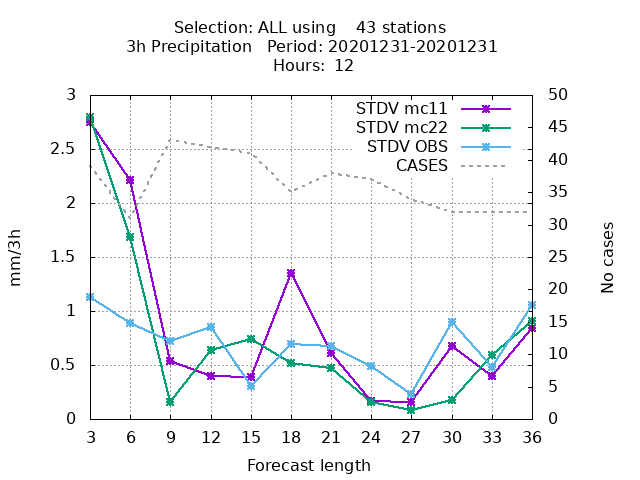 Selection: ALL using 43 stations
3h Precipitation Period: 20201231-20201231
Hours: 12
STDV mc11
STDV mc22
STDV OBS
CASES
mm/3h
3
2.5
2
1.5
1
0.5
0
50
45
40
35
30
25
20
15
10
5
0
No cases
3 6 9 12 15 18 21 24 27 30 33 36
Forecast length